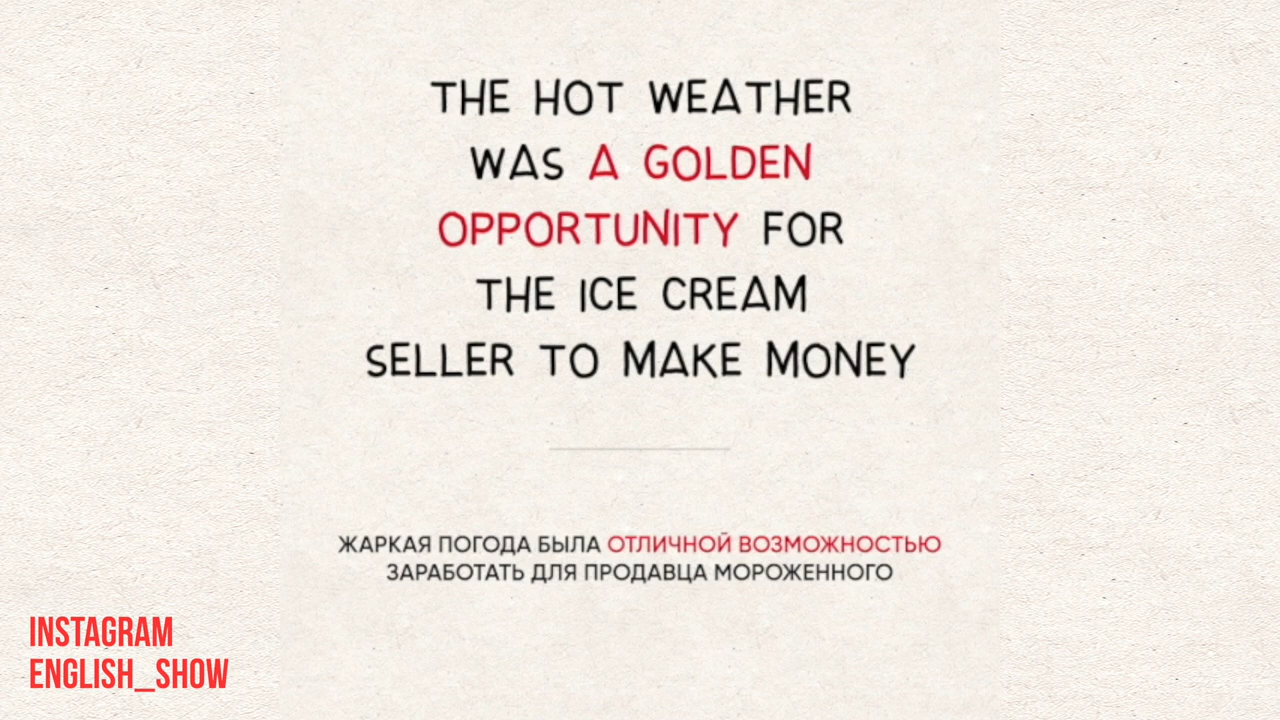 THE HOT WEATHER
WAS A GOLDEN
OPPORTUNITY FOR
THE ICE CREAM
SELLER TO MAKE MONEY
ЖАРКАЯ ПОГОДА БЫЛА ОТЛИЧНОЙ ВОЗМОЖНОСТЬЮ
ЗАРАБОТАТЬ ДЛЯ ПРОДАВЦА МОРОЖЕННОГО
INSTAGRAM
ENGLISH_SHOW